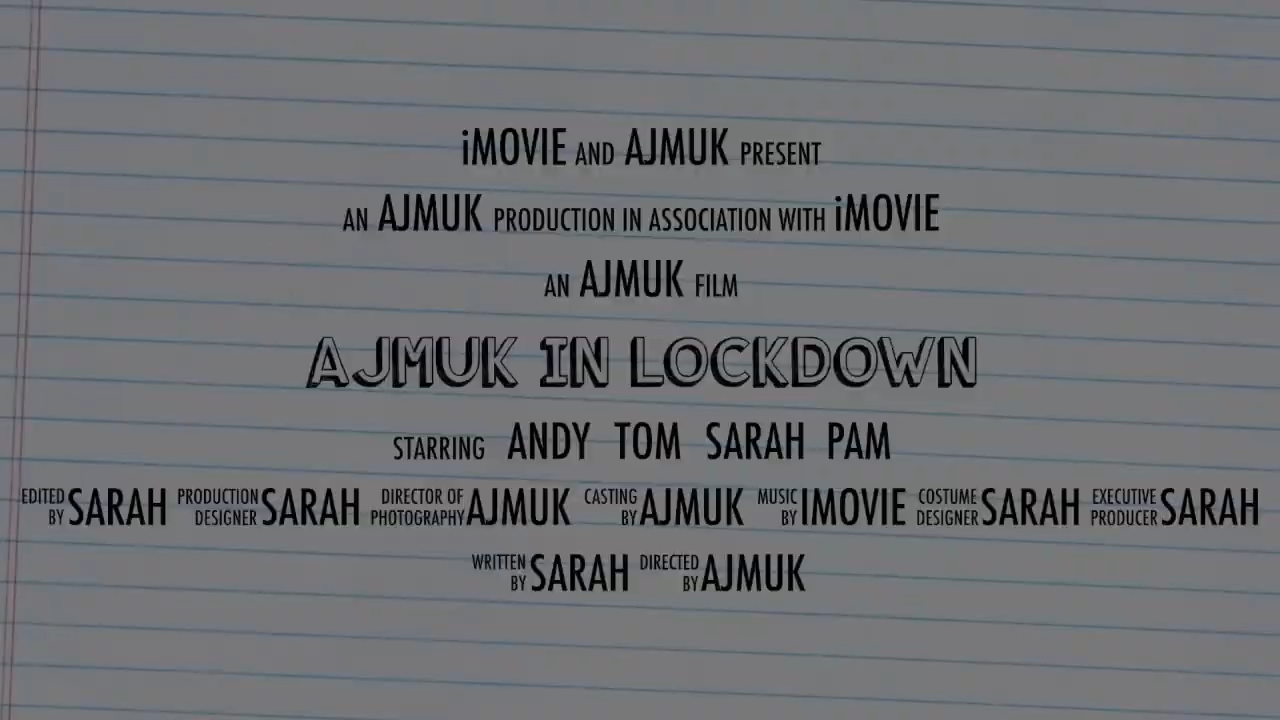 iMOVIE AND AJMUK PRESENT
AN AJMUK PRODUCTION IN ASSOCIATION WITH iMOVIE
AN AJMUK FILM
AJMUK IN LOCKDOWN
STARRING ANDY TOM SARAH PAM
EDITED BY SARAH PRODUCTION DESIGNER SARAH DIRECTOR OF PHOTOGRAPHY AJMUK CASTING BY AJMUK MUSIC BY IMOVIE COSTUME DESIGNER SARAH EXECUTIVE PRODUCER SARAH
WRITTEN BY SARAH DIRECTED BY AJMUK